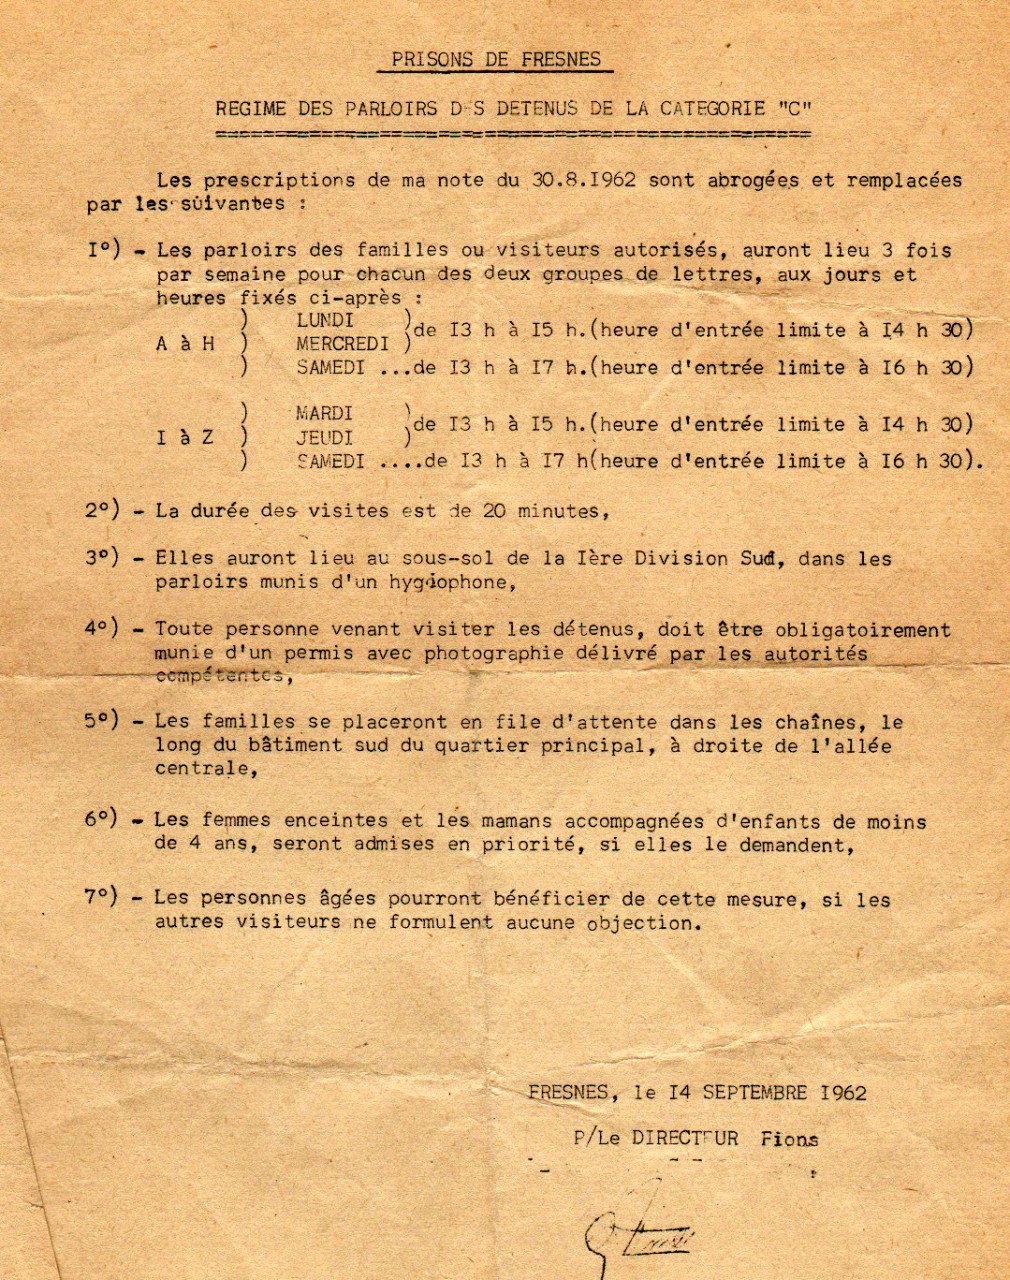 PRISONS DE FRESNES
REGIME DES PARLOIRS DES DETENUS DE LA CATEGORIE "C"
Les prescriptions de ma note du 30.8.I962 sont abrogées et remplacées
par les suivantes :
I°) - Les parloirs des familles ou visiteurs autorisés, auront lieu 3 fois
par semaine pour chacun des deux groupes de lettres, aux jours et
heures fixés ci-après :
) LUNDI )
A à H ) MERCREDI ) de I3 h à I5 h.(heure d'entrée limite à I4 h 30)
) SAMEDI ...de I3 h à I7 h.(heure d'entrée limite à I6 h 30)
) MARDI )
I à Z ) JEUDI ) de I3 h à I5 h.(heure d'entrée limite à I4 h 30)
) SAMEDI ....de I3 h à I7 h(heure d'entrée limite à I6 h 30).
2°) - La durée des visites est de 20 minutes,
3°) - Elles auront lieu au sous-sol de la Ière Division Sud, dans les
parloirs munis d'un hygiophone,
4°) - Toute personne venant visiter les détenus, doit être obligatoirement
munie d'un permis avec photographie délivré par les autorités
compétentes,
5°) - Les familles se placeront en file d'attente dans les chaînes, le
long du bâtiment sud du quartier principal, à droite de l'allée
centrale,
6°) - Les femmes enceintes et les mamans accompagnées d'enfants de moins
de 4 ans, seront admises en priorité, si elles le demandent,
7°) - Les personnes âgées pourront bénéficier de cette mesure, si les
autres visiteurs ne formulent aucune objection.
FRESNES, le I4 SEPTEMBRE I962
P/Le DIRECTEUR Fions